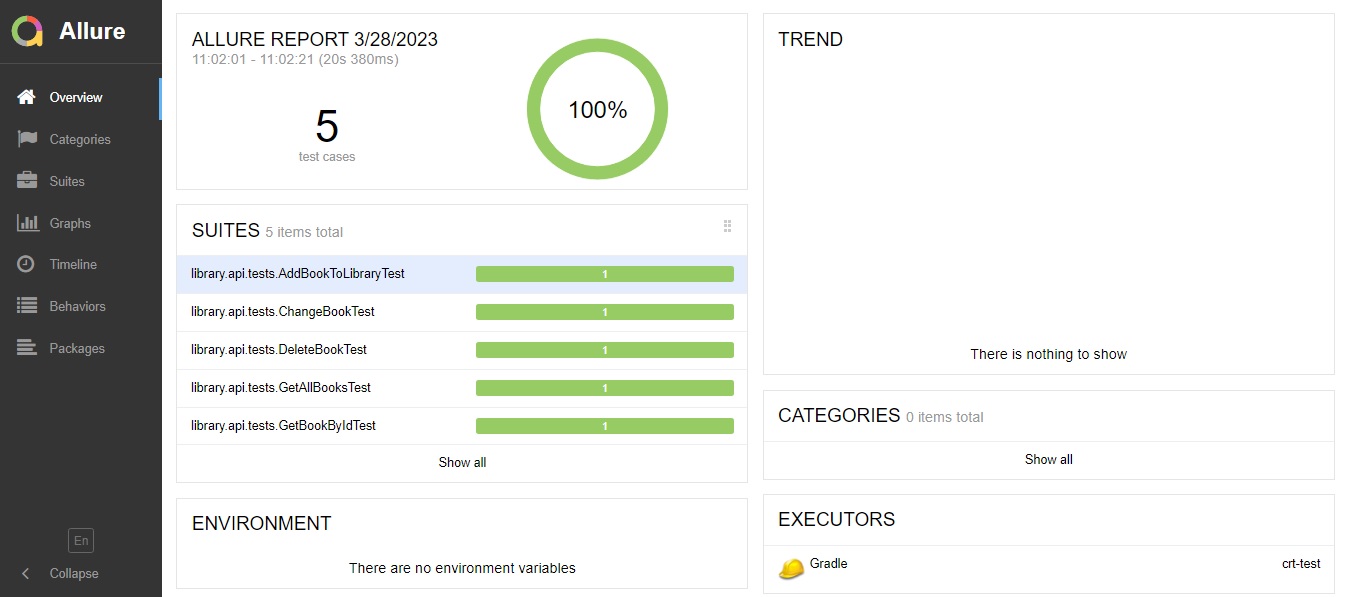 Allure
Overview
Categories
Suites
Graphs
Timeline
Behaviors
Packages
En
Collapse
ALLURE REPORT 3/28/2023
11:02:01 - 11:02:21 (20s 380ms)
5
test cases
100%
SUITES 5 items total
library.api.tests.AddBookToLibraryTest 1
library.api.tests.ChangeBookTest 1
library.api.tests.DeleteBookTest 1
library.api.tests.GetAllBooksTest 1
library.api.tests.GetBookByIdTest 1
Show all
ENVIRONMENT
There are no environment variables
TREND
There is nothing to show
CATEGORIES 0 items total
Show all
EXECUTORS
Gradle crt-test